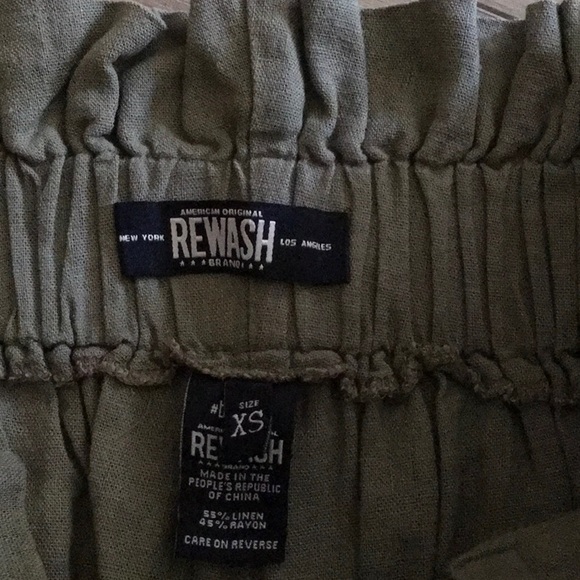 AMERICAN ORIGINAL
NEW YORK REWASH LOS ANGELES
BRAND
SIZE
XS
BRAND
MADE IN THE
PEOPLE'S REPUBLIC
OF CHINA
55% LINEN
45% RAYON
CARE ON REVERSE